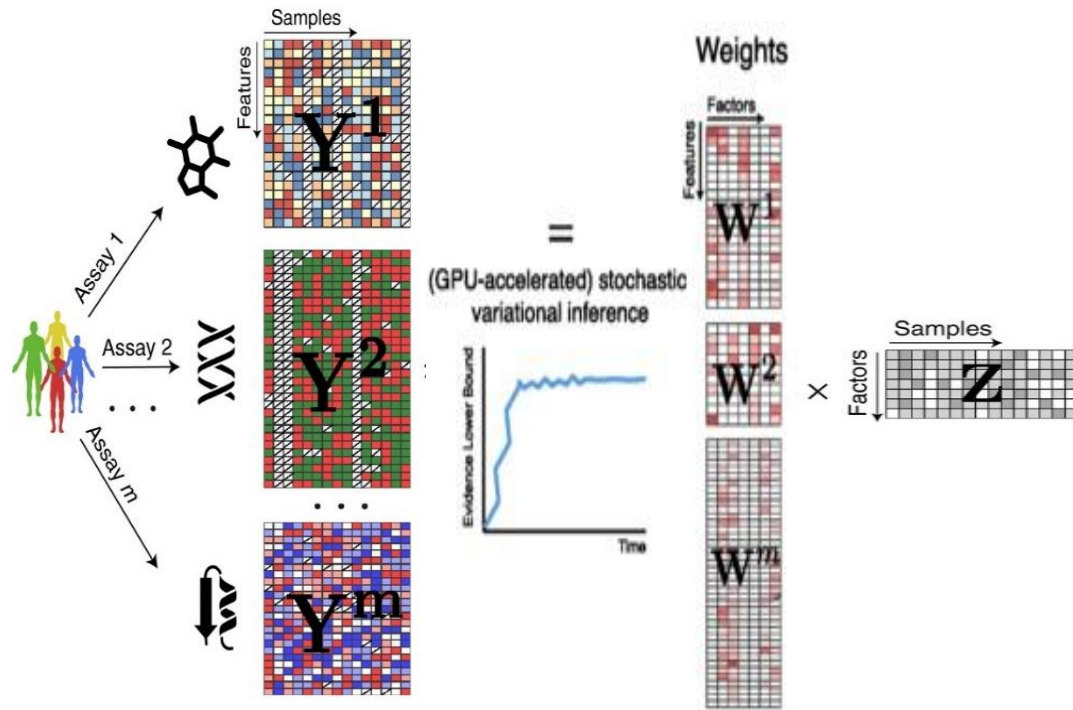 Samples
Features
Y¹
Assay 1
Assay 2
. . .
Assay m
Y²
. . .
Yᵐ
=
(GPU-accelerated) stochastic
variational inference
Evidence Lower Bound
Time
Weights
Factors
Features
W¹
W²
Wᵐ
×
Samples
Factors
Z